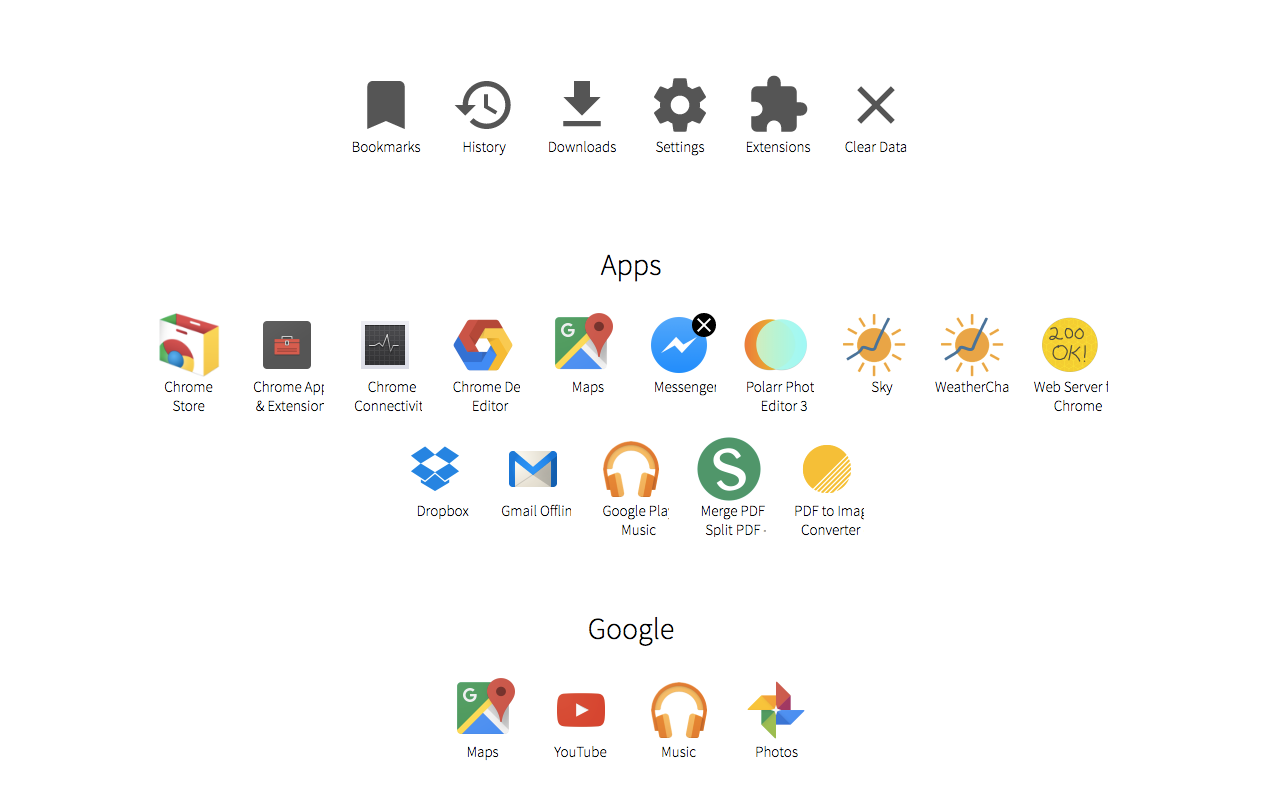 Bookmarks History Downloads Settings Extensions Clear Data
Apps
G
200
OK!
Chrome Chrome App Chrome Chrome De Maps Messenger Polarr Phot Sky WeatherCha Web Server f
Store & Extension Connectivit Editor Editor 3 Chrome
S
Dropbox Gmail Offlin Google Play Merge PDF PDF to Imag
Music Split PDF - Converter
Google
G
Maps YouTube Music Photos